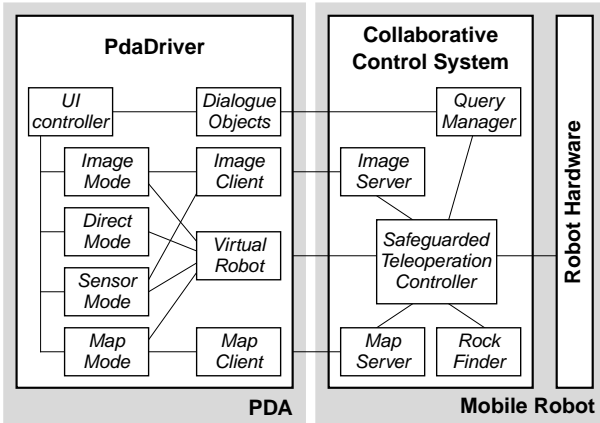 PdaDriver
UI
controller
Dialogue
Objects
Image
Mode
Image
Client
Direct
Mode
Virtual
Robot
Sensor
Mode
Map
Mode
Map
Client
PDA
Collaborative
Control System
Query
Manager
Image
Server
Safeguarded
Teleoperation
Controller
Map
Server
Rock
Finder
Robot Hardware
Mobile Robot